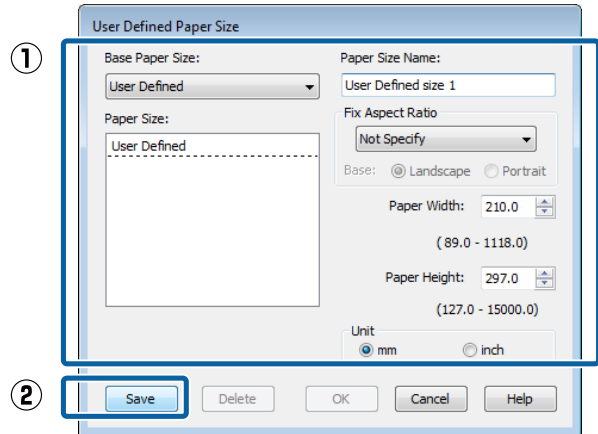 User Defined Paper Size
①
Base Paper Size:
User Defined
Paper Size:
User Defined
Paper Size Name:
User Defined size 1
Fix Aspect Ratio
Not Specify
Base: Landscape Portrait
Paper Width: 210.0
( 89.0 - 1118.0)
Paper Height: 297.0
(127.0 - 15000.0)
Unit
mm inch
②
Save Delete OK Cancel Help